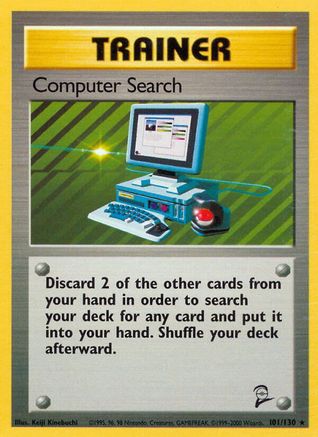 TRAINER
Computer Search
Discard 2 of the other cards from
your hand in order to search
your deck for any card and put it
into your hand. Shuffle your deck
afterward.
Illus. Keiji Kinebuchi ©1995, 96, 98 Nintendo, Creatures, GAMEFREAK. ©1999-2000 Wizards. 101/130 ★